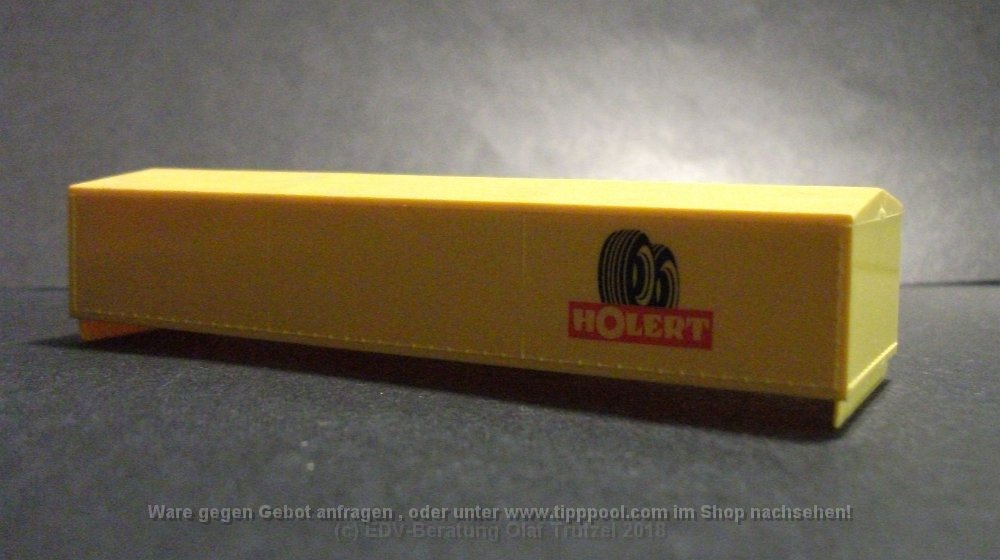 HOLERT
Ware gegen Gebot anfragen , oder unter www.tipppool.com im Shop nachsehen!
(c) EDV-Beratung Olaf Trutzel 2018